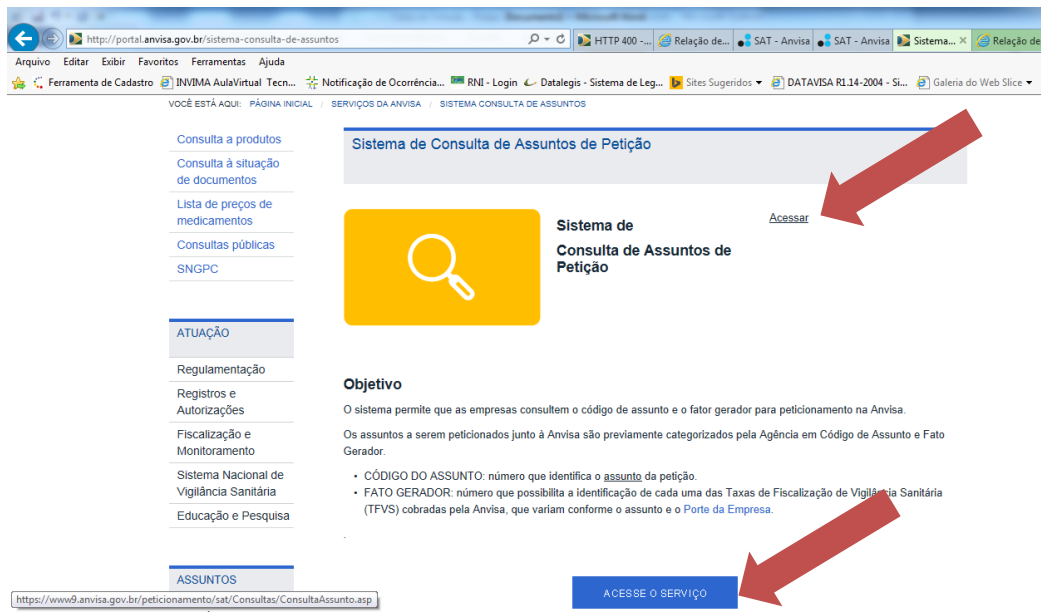 Documento2 - Microsoft Word
http://portal.anvisa.gov.br/sistema-consulta-de-assuntos
HTTP 400 -...
Relação de...
SAT - Anvisa
SAT - Anvisa
Sistema...
Relação de
Arquivo Editar Exibir Favoritos Ferramentas Ajuda
Ferramenta de Cadastro
INVIMA AulaVirtual Tecn...
Notificação de Ocorrência...
RNI - Login
Datalegis - Sistema de Leg...
Sites Sugeridos
DATAVISA R1.14-2004 - Si...
Galeria do Web Slice
VOCÊ ESTÁ AQUI: PÁGINA INICIAL / SERVIÇOS DA ANVISA / SISTEMA CONSULTA DE ASSUNTOS
Consulta a produtos
Consulta à situação
de documentos
Lista de preços de
medicamentos
Consultas públicas
SNGPC
ATUAÇÃO
Regulamentação
Registros e
Autorizações
Fiscalização e
Monitoramento
Sistema Nacional de
Vigilância Sanitária
Educação e Pesquisa
ASSUNTOS
Sistema de Consulta de Assuntos de Petição
Sistema de
Consulta de Assuntos de
Petição
Acessar
Objetivo
O sistema permite que as empresas consultem o código de assunto e o fator gerador para peticionamento na Anvisa.
Os assuntos a serem peticionados junto à Anvisa são previamente categorizados pela Agência em Código de Assunto e Fato
Gerador.
• CÓDIGO DO ASSUNTO: número que identifica o assunto da petição.
• FATO GERADOR: número que possibilita a identificação de cada uma das Taxas de Fiscalização de Vigilância Sanitária
(TFVS) cobradas pela Anvisa, que variam conforme o assunto e o Porte da Empresa.
.
ACESSE O SERVIÇO
https://www9.anvisa.gov.br/peticionamento/sat/Consultas/ConsultaAssunto.asp